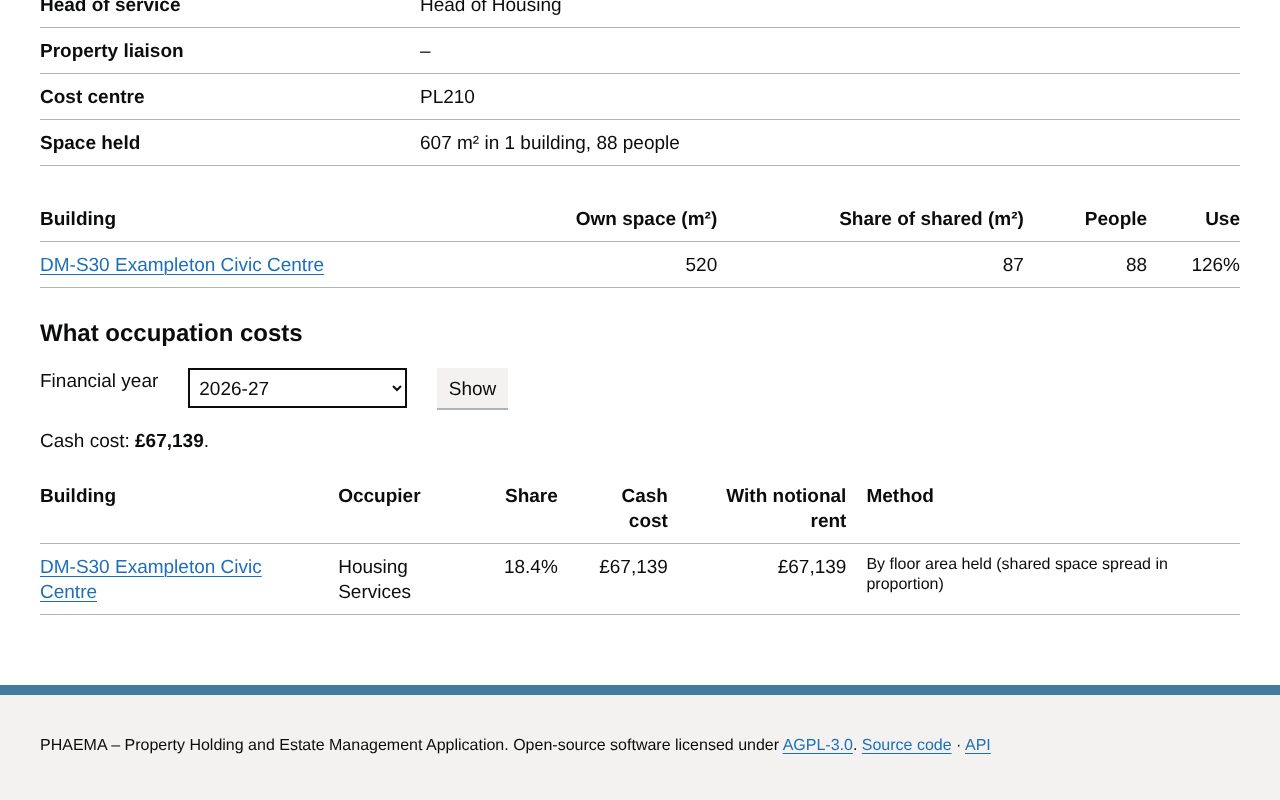 Head of service Head of Housing
Property liaison –
Cost centre PL210
Space held 607 m² in 1 building, 88 people
Building Own space (m²) Share of shared (m²) People Use
DM-S30 Exampleton Civic Centre 520 87 88 126%
What occupation costs
Financial year 2026-27 Show
Cash cost: £67,139.
Building Occupier Share Cash cost With notional rent Method
DM-S30 Exampleton Civic Centre Housing Services 18.4% £67,139 £67,139 By floor area held (shared space spread in proportion)
PHAEMA – Property Holding and Estate Management Application. Open-source software licensed under AGPL-3.0. Source code · API